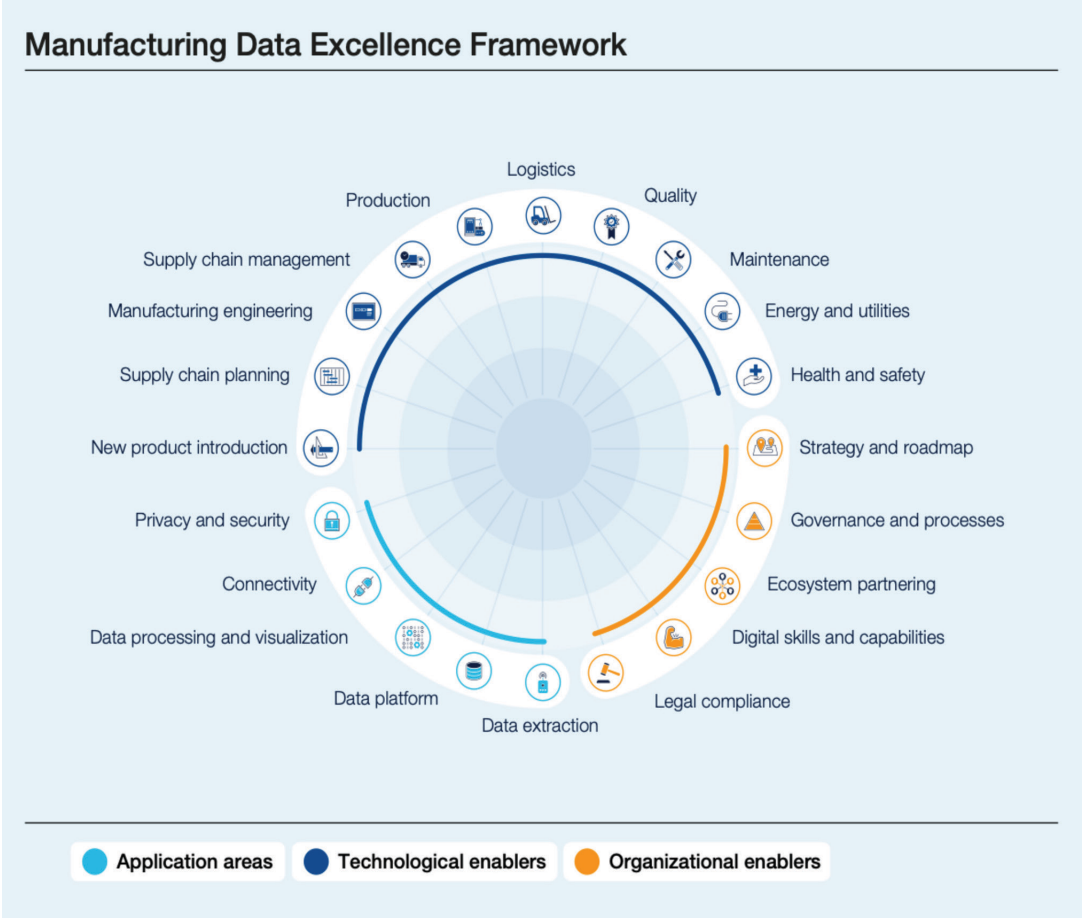 Manufacturing Data Excellence Framework
Logistics
Quality
Production
Maintenance
Supply chain management
Energy and utilities
Manufacturing engineering
Health and safety
Supply chain planning
Strategy and roadmap
New product introduction
Governance and processes
Privacy and security
Ecosystem partnering
Connectivity
Digital skills and capabilities
Data processing and visualization
Legal compliance
Data platform
Data extraction
Application areas
Technological enablers
Organizational enablers